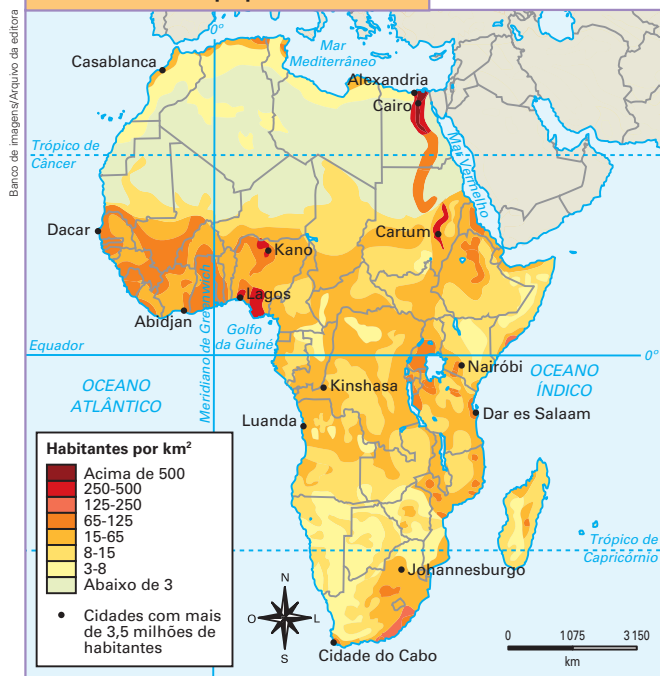 Banco de imagens/Arquivo da editora
0°
Mar
Mediterrâneo
Casablanca
Alexandria
Cairo
Trópico de
Câncer
Mar Vermelho
Dacar
Cartum
Kano
Lagos
Abidjan
Meridiano de Greenwich
Golfo
da Guiné
Equador
0°
Nairóbi
OCEANO
ÍNDICO
OCEANO
ATLÂNTICO
Kinshasa
Dar es Salaam
Luanda
Habitantes por km²
Acima de 500
250-500
125-250
65-125
15-65
8-15
3-8
Abaixo de 3
Cidades com mais
de 3,5 milhões de
habitantes
Trópico de
Capricórnio
Johannesburgo
N
O
L
S
Cidade do Cabo
0 1 075 3 150
km